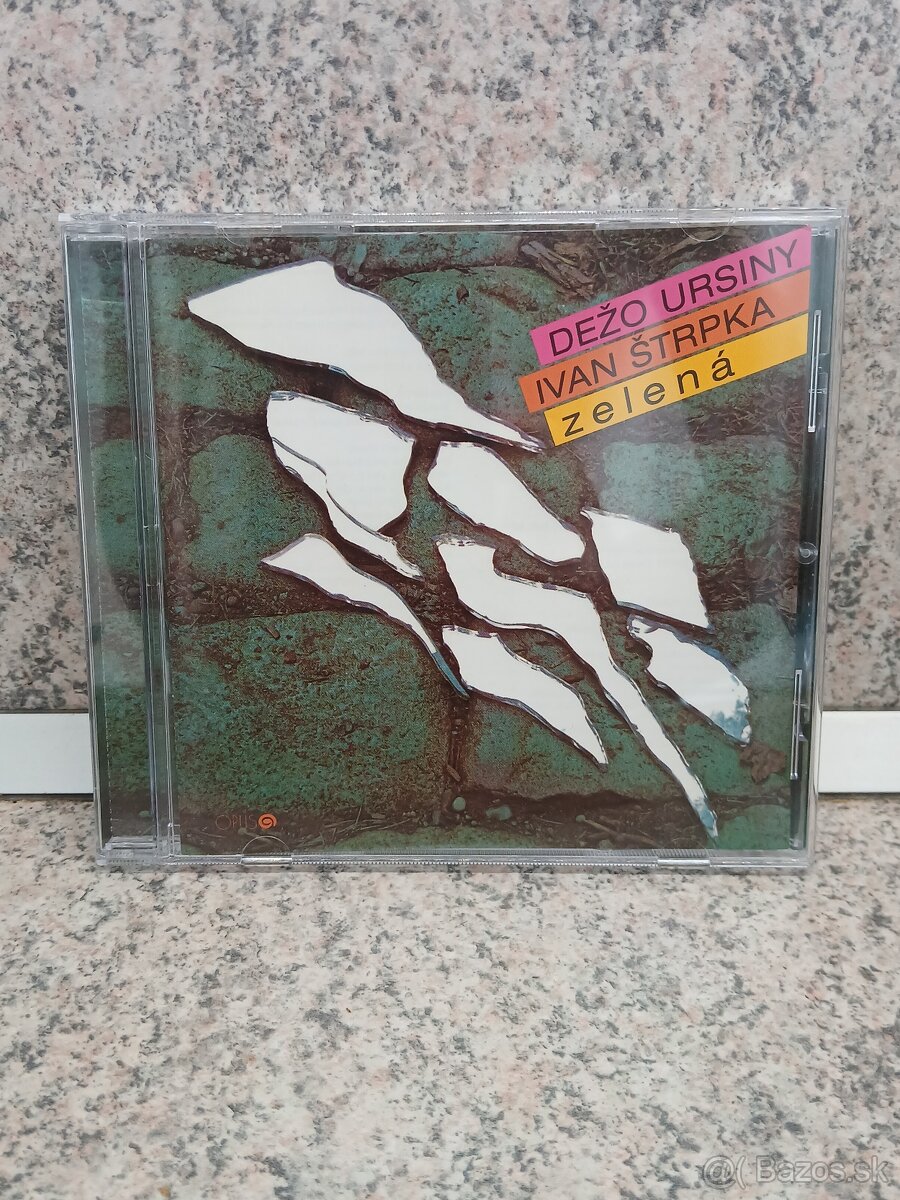 DEŽO URSINY
IVAN ŠTRPKA
zelená
OPUS
@( Bazos.sk